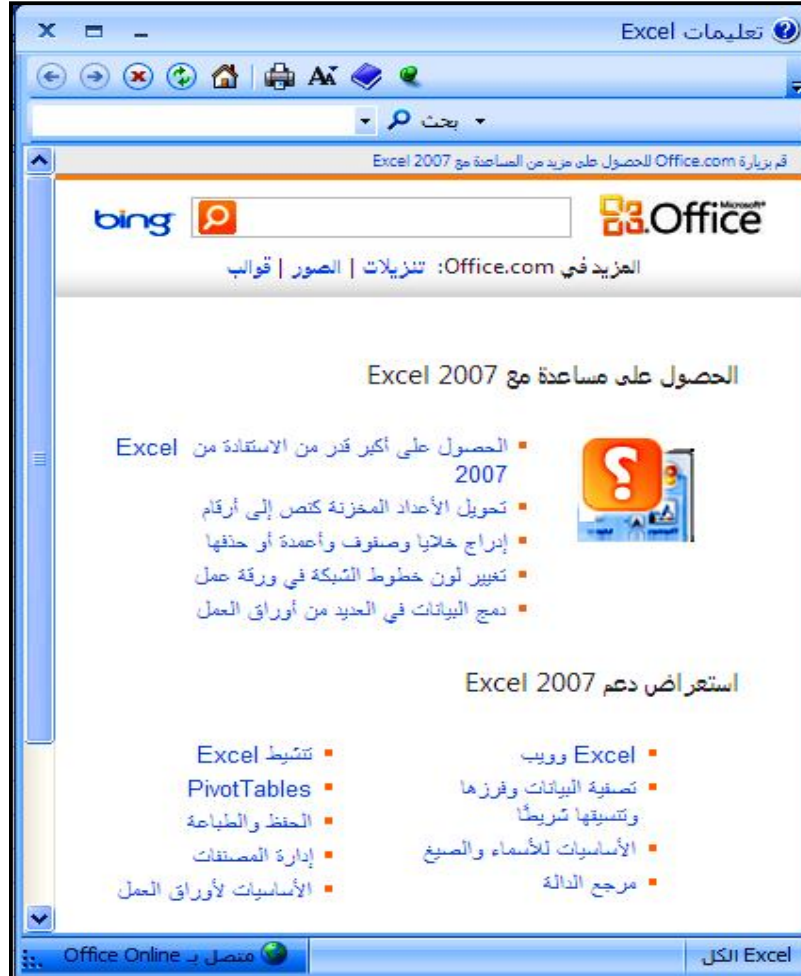 تعليمات Excel
بحث
قم بزيارة Office.com للحصول على مزيد من المساعدة مع Excel 2007
Microsoft®
Office
bing
المزيد في Office.com: تنزيلات | الصور | قوالب
الحصول على مساعدة مع Excel 2007
الحصول على أكبر قدر من الاستفادة من Excel
2007
تحويل الأعداد المخزنة كنص إلى أرقام
إدراج خلايا وصفوف وأعمدة أو حذفها
تغيير لون خطوط الشبكة في ورقة عمل
دمج البيانات في العديد من أوراق العمل
استعراض دعم Excel 2007
Excel وويب
تصفية البيانات وفرزها
وتنسيقها شريطًا
الأساسيات للأسماء والصيغ
مرجع الدالة
تنشيط Excel
PivotTables
الحفظ والطباعة
إدارة المصنفات
الأساسيات لأوراق العمل
Excel الكل
متصل بـ Office Online